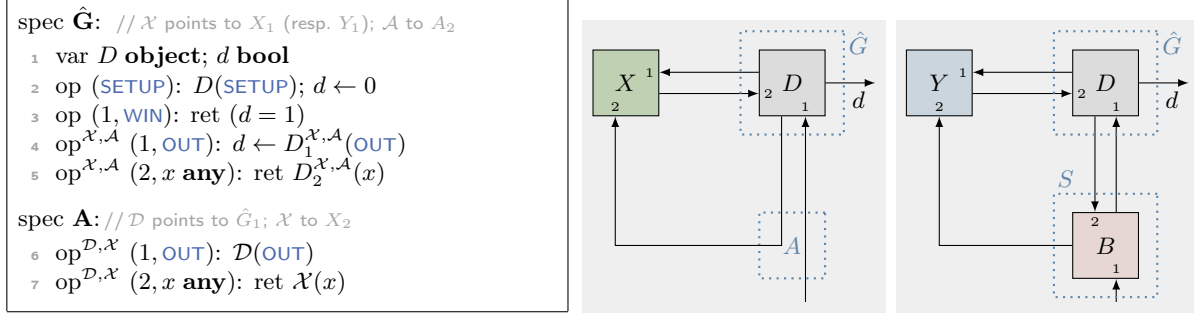 spec Ĝ: // 𝒳 points to X₁ (resp. Y₁); 𝒜 to A₂
1 var D object; d bool
2 op (SETUP): D(SETUP); d ← 0
3 op (1, WIN): ret (d = 1)
4 op^{𝒳,𝒜} (1, OUT): d ← D₁^{𝒳,𝒜}(OUT)
5 op^{𝒳,𝒜} (2, x any): ret D₂^{𝒳,𝒜}(x)
spec A: // 𝒟 points to Ĝ₁; 𝒳 to X₂
6 op^{𝒟,𝒳} (1, OUT): 𝒟(OUT)
7 op^{𝒟,𝒳} (2, x any): ret 𝒳(x)
Ĝ
X 1 2
D 2 1
d
A
Ĝ
Y 1 2
D 2 1
d
S
2
B
1